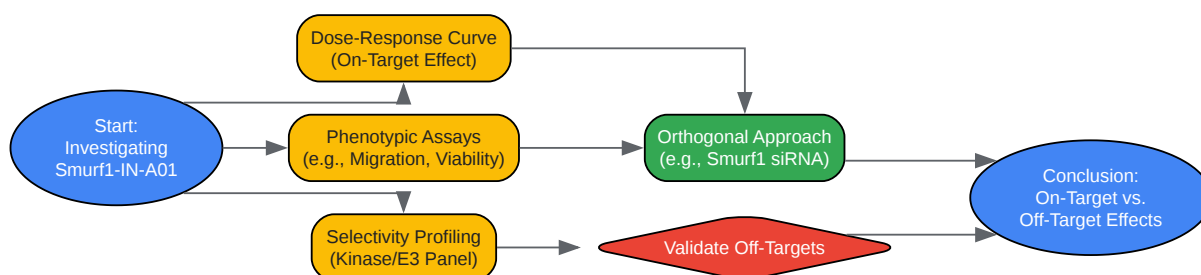 Start:
Investigating
Smurf1-IN-A01
Dose-Response Curve
(On-Target Effect)
Phenotypic Assays
(e.g., Migration, Viability)
Selectivity Profiling
(Kinase/E3 Panel)
Orthogonal Approach
(e.g., Smurf1 siRNA)
Validate Off-Targets
Conclusion:
On-Target vs.
Off-Target Effects